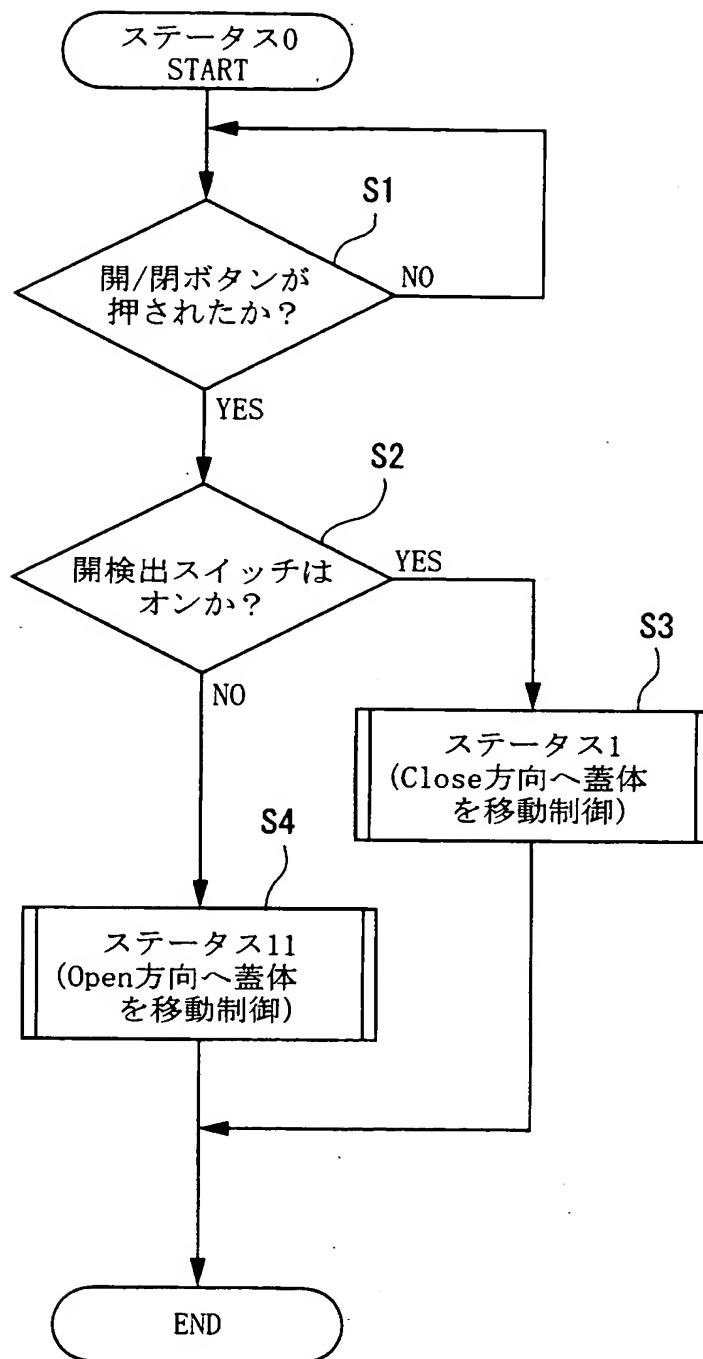 ステータス0
START
S1
開/閉ボタンが
押されたか?
NO
YES
S2
開検出スイッチは
オンか?
YES
NO
S3
ステータス1
(Close方向へ蓋体
を移動制御)
S4
ステータス11
(Open方向へ蓋体
を移動制御)
END